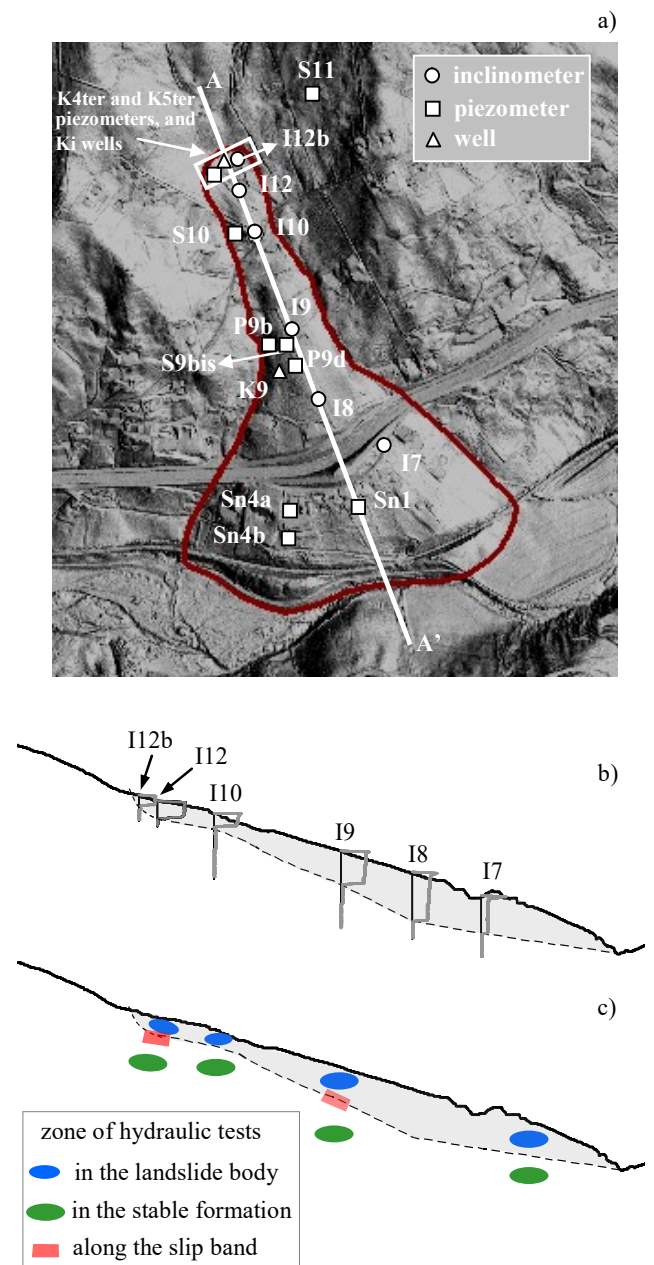 a)
A
S11
inclinometer
piezometer
well
K4ter and K5ter
piezometers, and
Ki wells
I12b
I12
S10
I10
I9
P9b
S9bis
P9d
K9
I8
I7
Sn4a
Sn1
Sn4b
A’
b)
I12b
I12
I10
I9
I8
I7
c)
zone of hydraulic tests
in the landslide body
in the stable formation
along the slip band